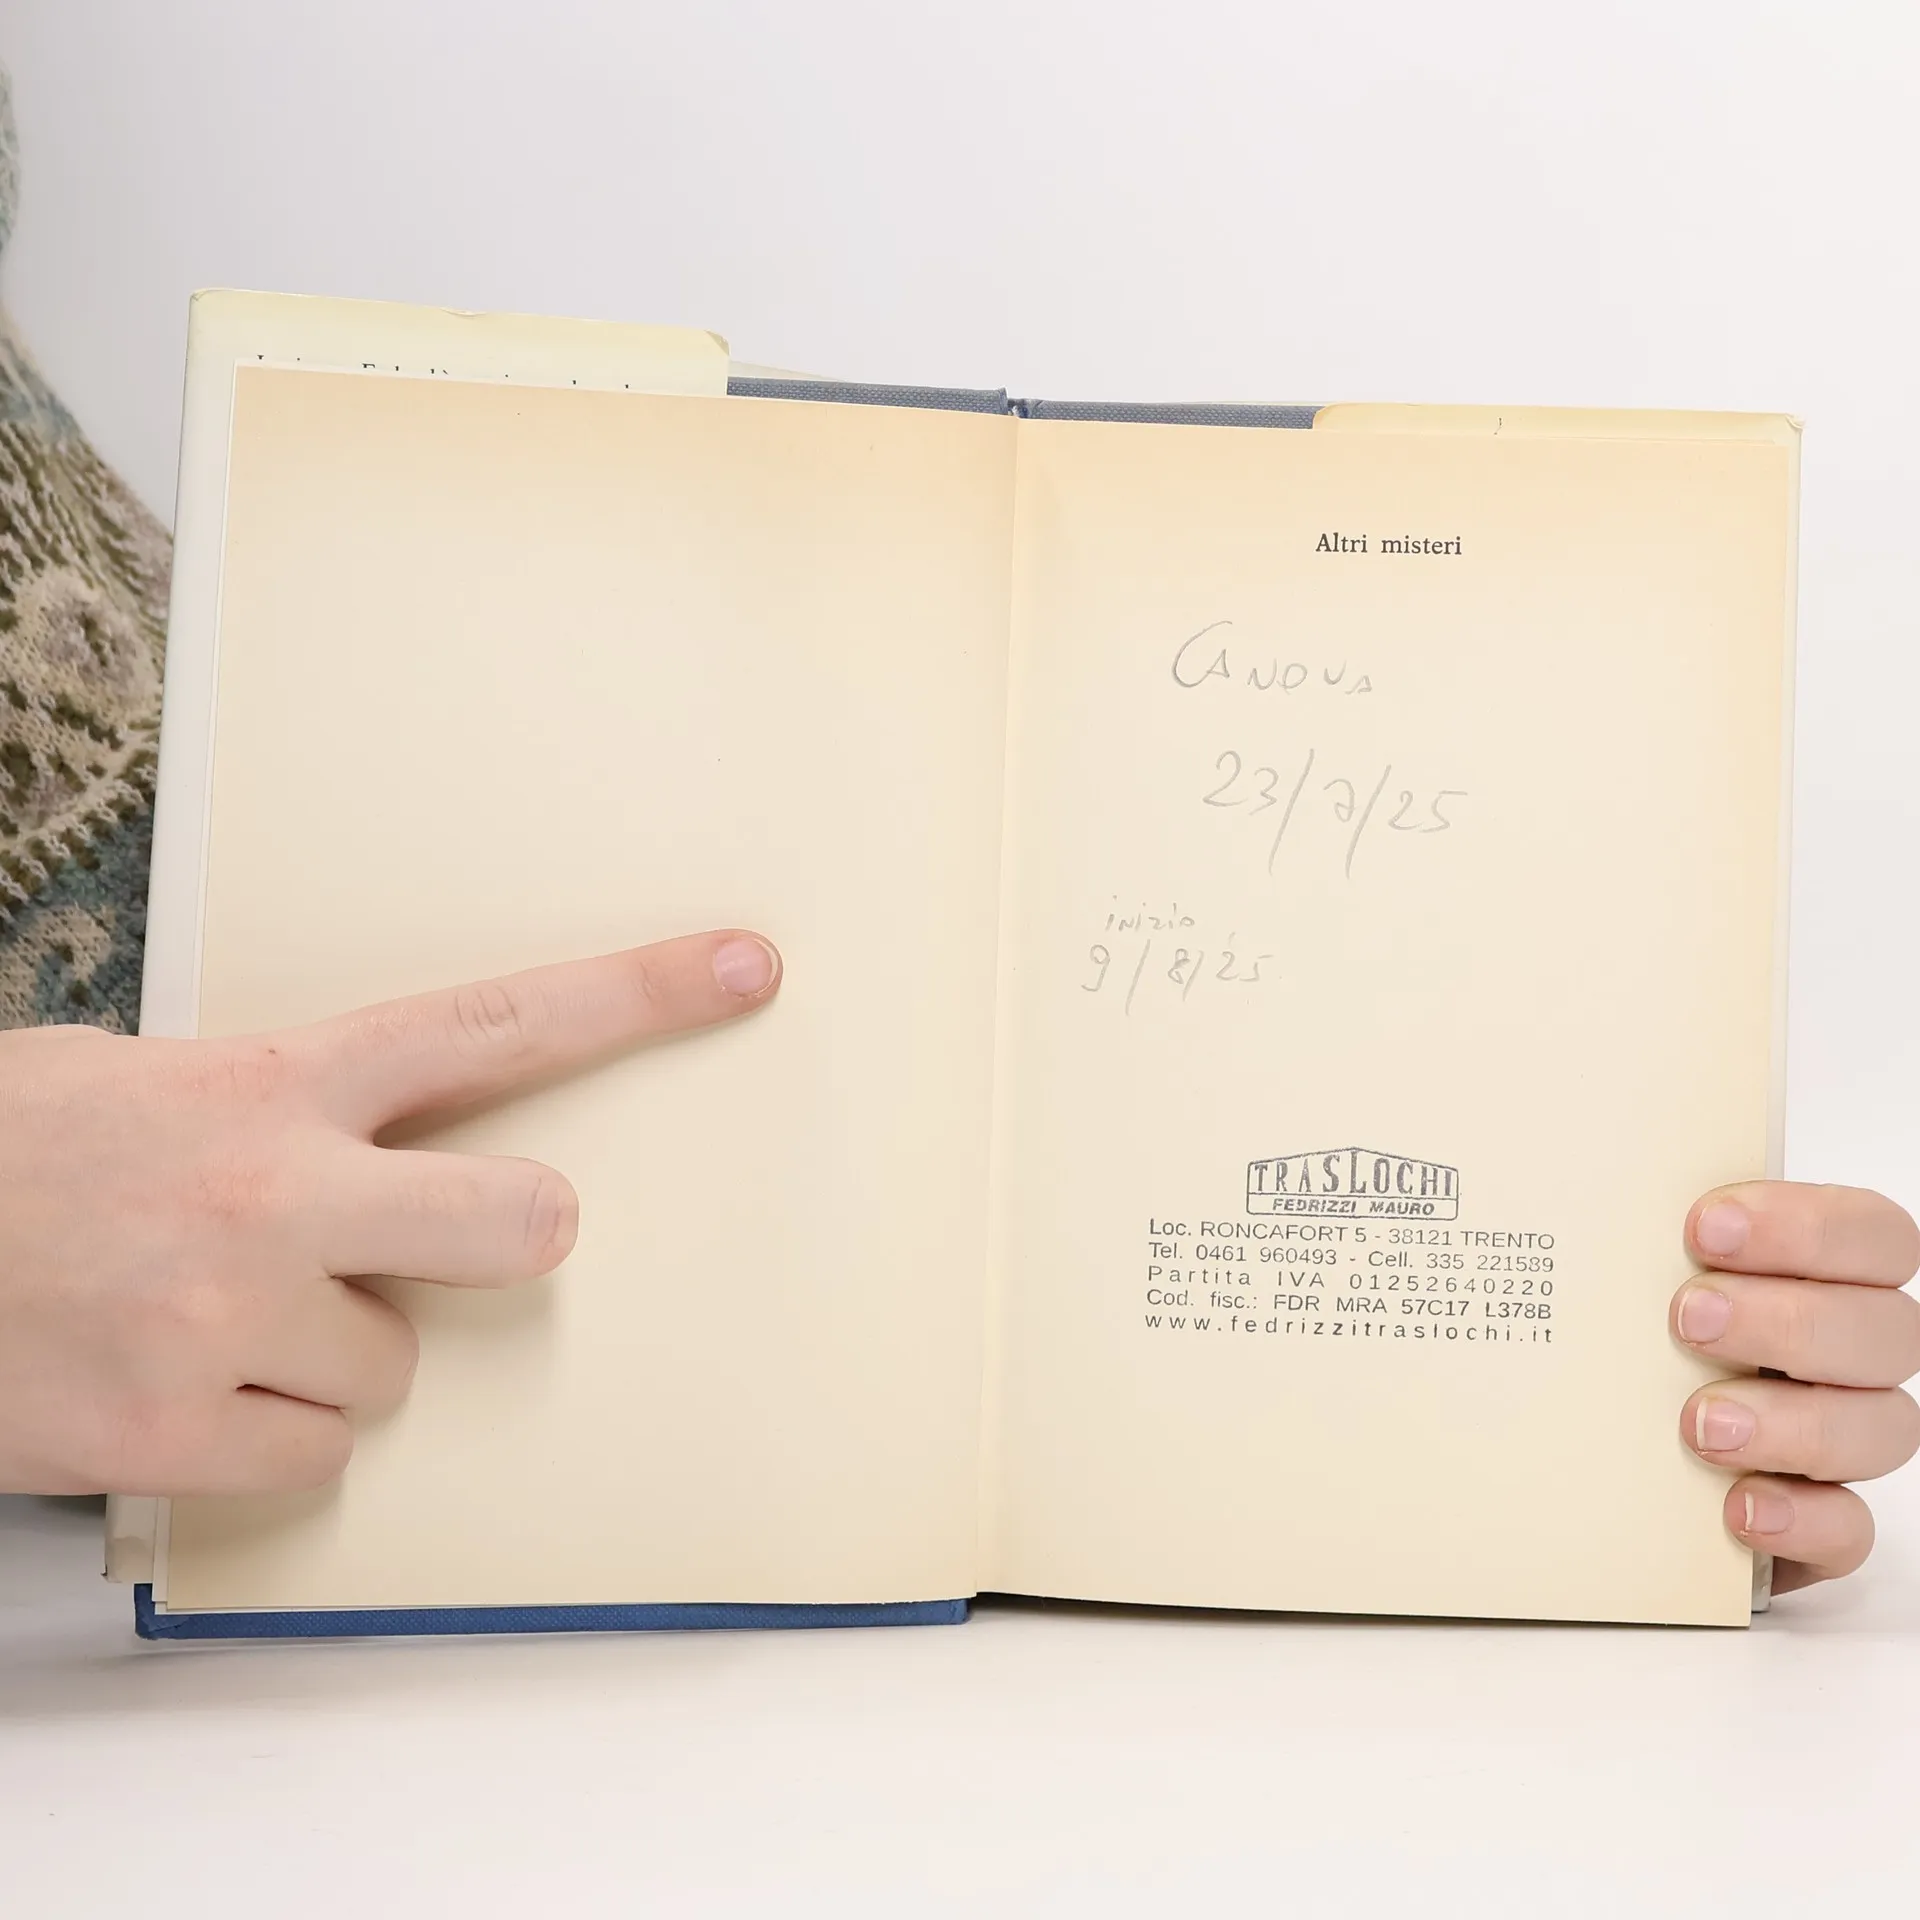 Altri misteri
CANOVA
23/7/25
inizio
9/8/25
TRASLOCHI
FEDRIZZI MAURO
Loc. RONCAFORT 5 - 38121 TRENTO
Tel. 0461 960493 - Cell. 335 221589
Partita IVA 01252640220
Cod. fisc.: FDR MRA 57C17 L378B
www.fedrizzitraslochi.it